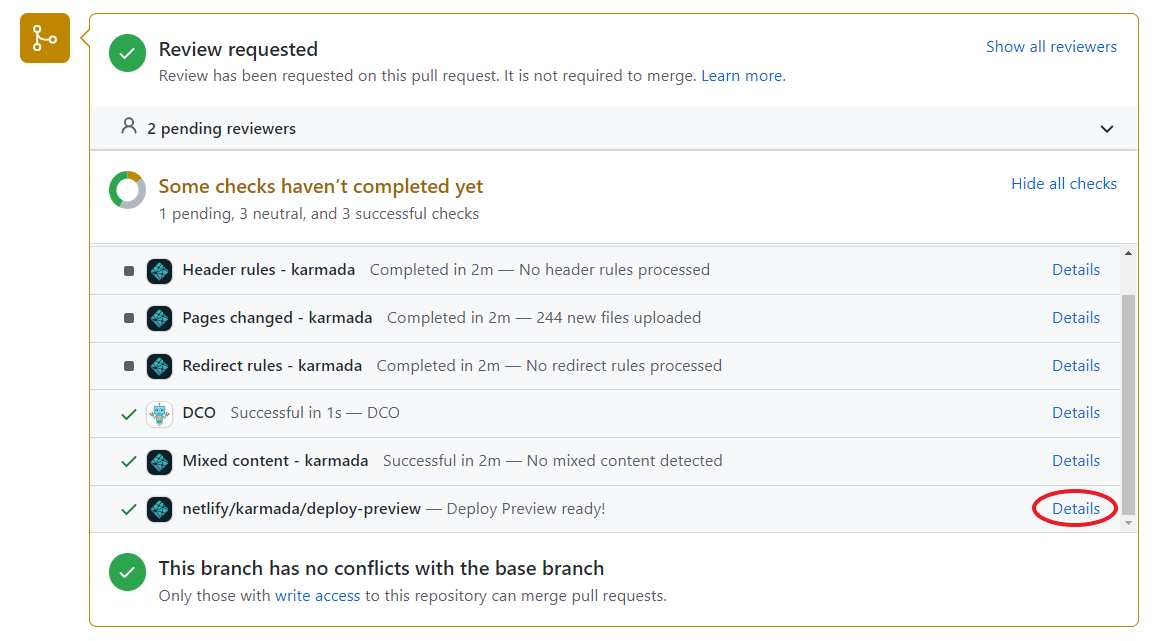 Review requested
Show all reviewers
Review has been requested on this pull request. It is not required to merge. Learn more.
2 pending reviewers
Some checks haven't completed yet
Hide all checks
1 pending, 3 neutral, and 3 successful checks
Header rules - karmada Completed in 2m — No header rules processed Details
Pages changed - karmada Completed in 2m — 244 new files uploaded Details
Redirect rules - karmada Completed in 2m — No redirect rules processed Details
DCO Successful in 1s — DCO Details
Mixed content - karmada Successful in 2m — No mixed content detected Details
netlify/karmada/deploy-preview — Deploy Preview ready! Details
This branch has no conflicts with the base branch
Only those with write access to this repository can merge pull requests.